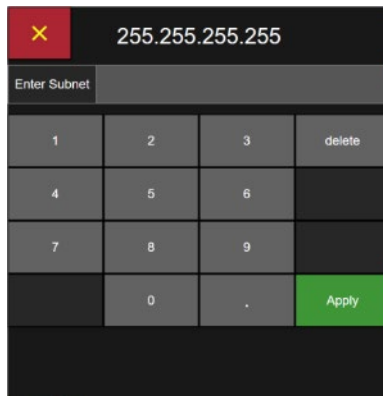 × 255.255.255.255
Enter Subnet
1 2 3 delete
4 5 6
7 8 9
0 . Apply